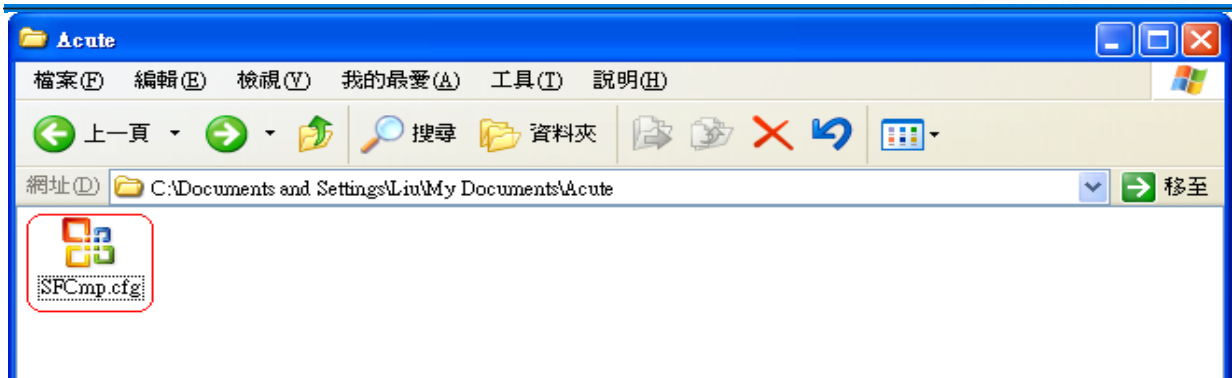 Acute
檔案(F) 編輯(E) 檢視(V) 我的最愛(A) 工具(T) 說明(H)
上一頁 搜尋 資料夾
網址(D) C:\Documents and Settings\Liu\My Documents\Acute 移至
SFCmp.cfg